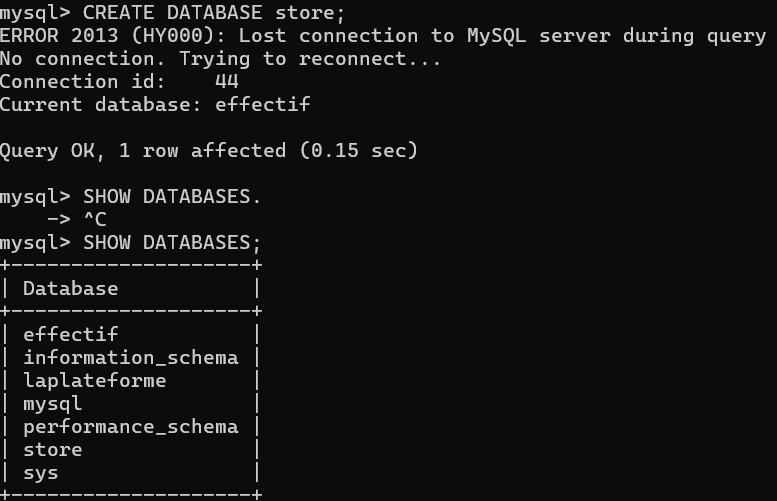 mysql> CREATE DATABASE store;
ERROR 2013 (HY000): Lost connection to MySQL server during query
No connection. Trying to reconnect...
Connection id:    44
Current database: effectif

Query OK, 1 row affected (0.15 sec)

mysql> SHOW DATABASES.
    -> ^C
mysql> SHOW DATABASES;
+--------------------+
| Database           |
+--------------------+
| effectif           |
| information_schema |
| laplateforme       |
| mysql              |
| performance_schema |
| store              |
| sys                |
+--------------------+